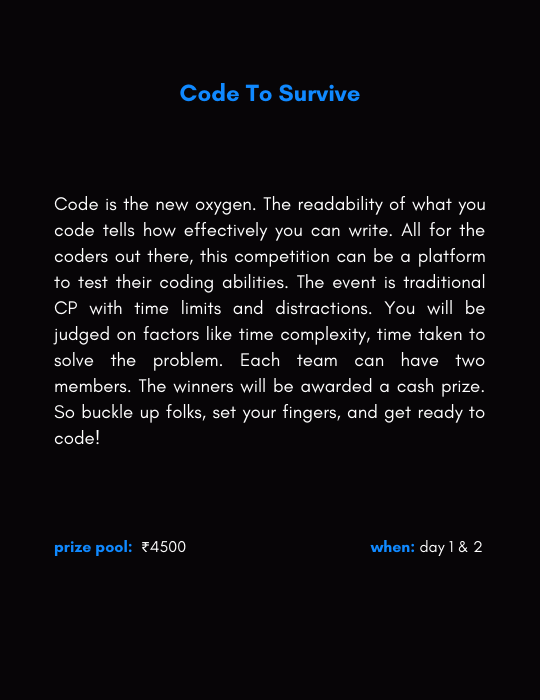 Code To Survive
Code is the new oxygen. The readability of what you
code tells how effectively you can write. All for the
coders out there, this competition can be a platform
to test their coding abilities. The event is traditional
CP with time limits and distractions. You will be
judged on factors like time complexity, time taken to
solve the problem. Each team can have two
members. The winners will be awarded a cash prize.
So buckle up folks, set your fingers, and get ready to
code!
prize pool: ₹4500 when: day 1 & 2